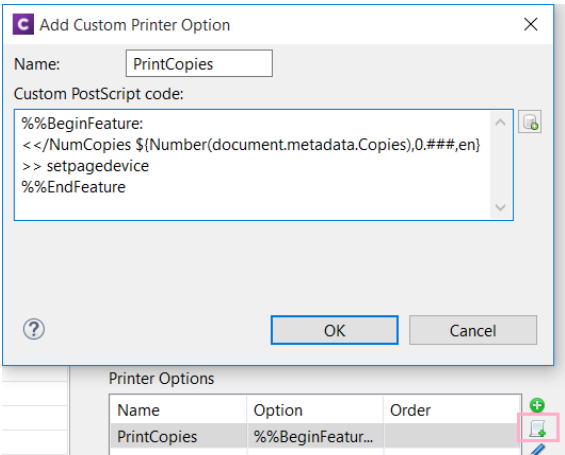 C Add Custom Printer Option
Name: PrintCopies
Custom PostScript code:
%%BeginFeature:
<</NumCopies ${Number(document.metadata.Copies),0.###,en}
>> setpagedevice
%%EndFeature
? OK Cancel
Printer Options
Name Option Order
PrintCopies %%BeginFeatur...